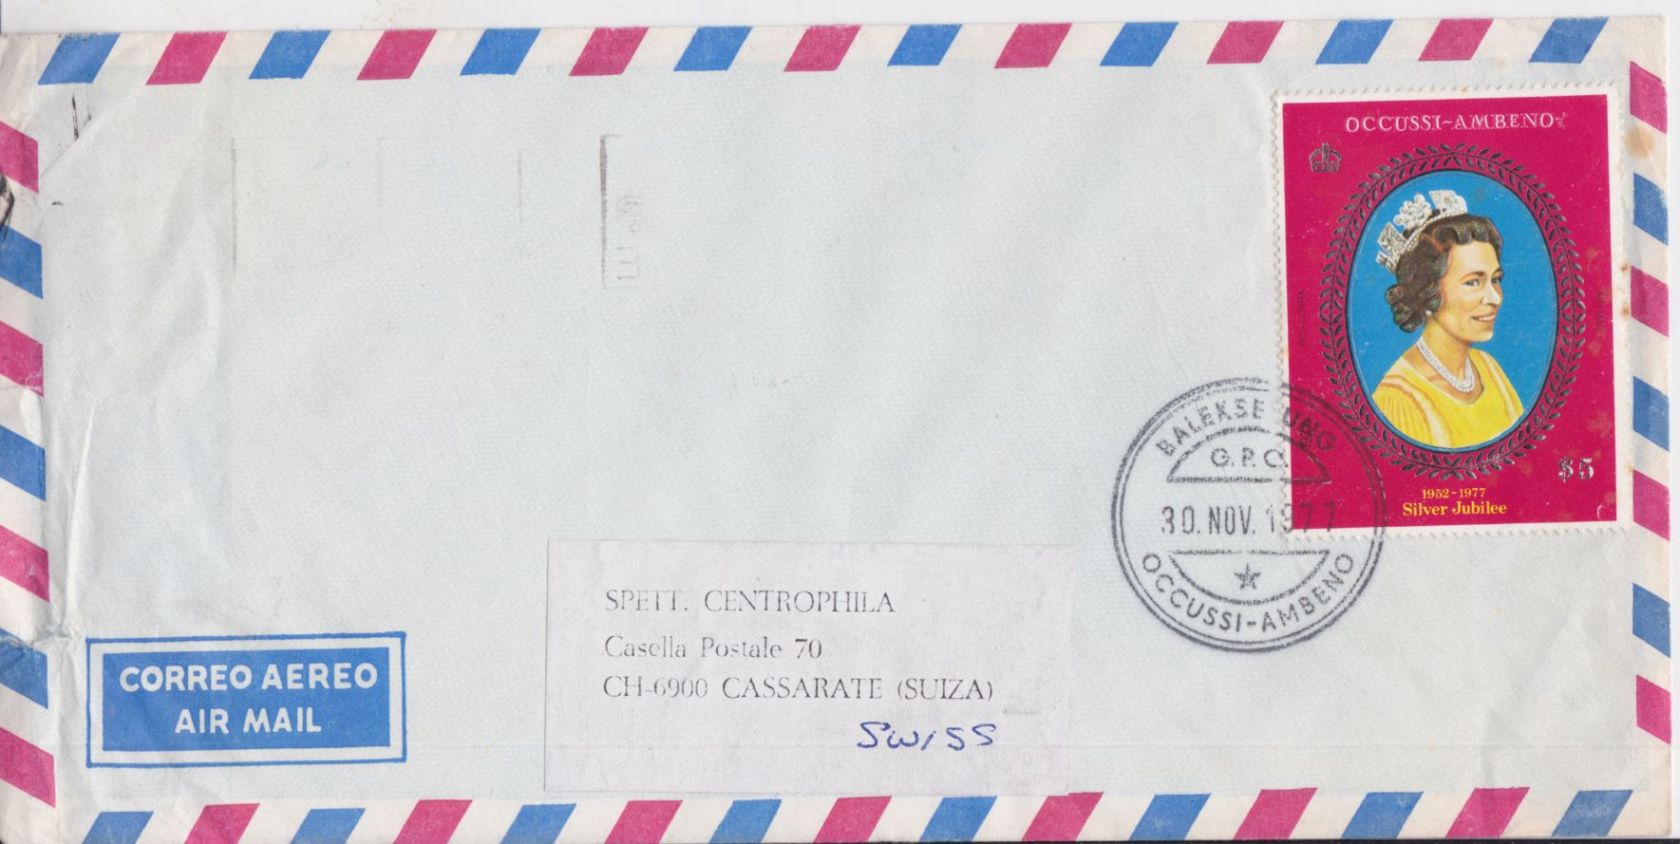 OCCUSSI-AMBENO
$5
1952-1977
Silver Jubilee
BALEKSETUNG
G.P.O.
30.NOV.1977
OCCUSSI-AMBENO
SPETT. CENTROPHILA
Casella Postale 70
CH-6900 CASSARATE (SUIZA)
SWISS
CORREO AEREO
AIR MAIL